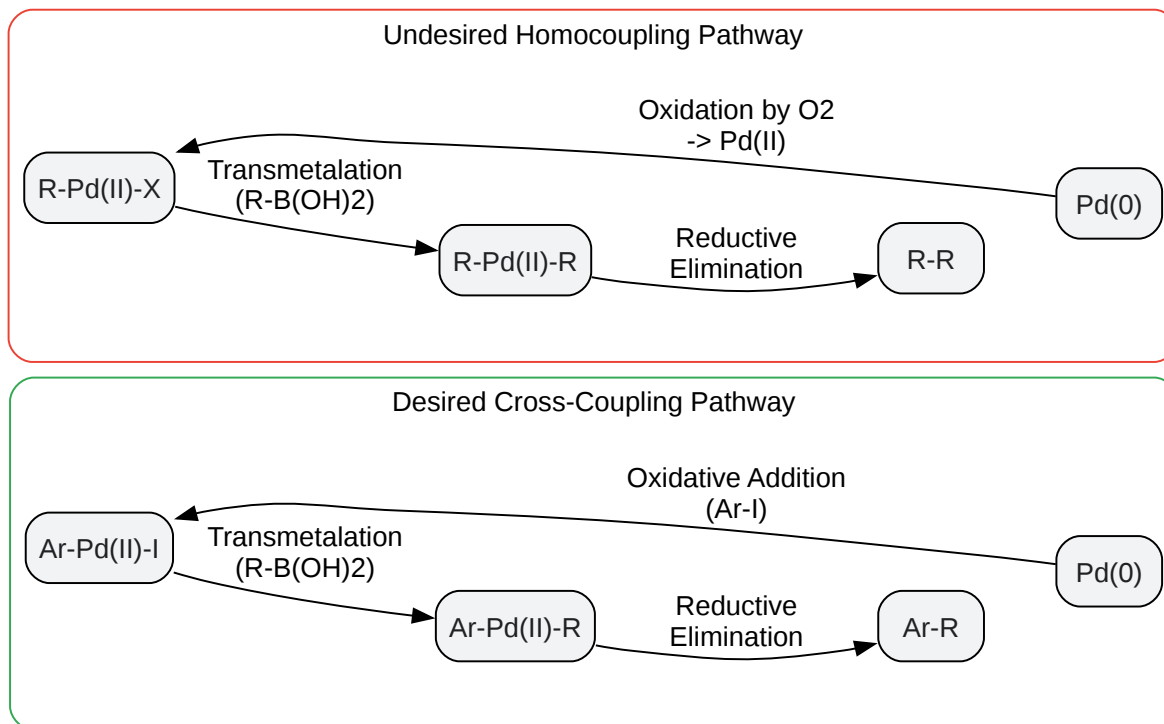 Undesired Homocoupling Pathway
Oxidation by O2
-> Pd(II)
R-Pd(II)-X
Transmetalation
(R-B(OH)2)
Pd(0)
R-Pd(II)-R
Reductive
Elimination
R-R
Desired Cross-Coupling Pathway
Oxidative Addition
(Ar-I)
Ar-Pd(II)-I
Transmetalation
(R-B(OH)2)
Pd(0)
Ar-Pd(II)-R
Reductive
Elimination
Ar-R